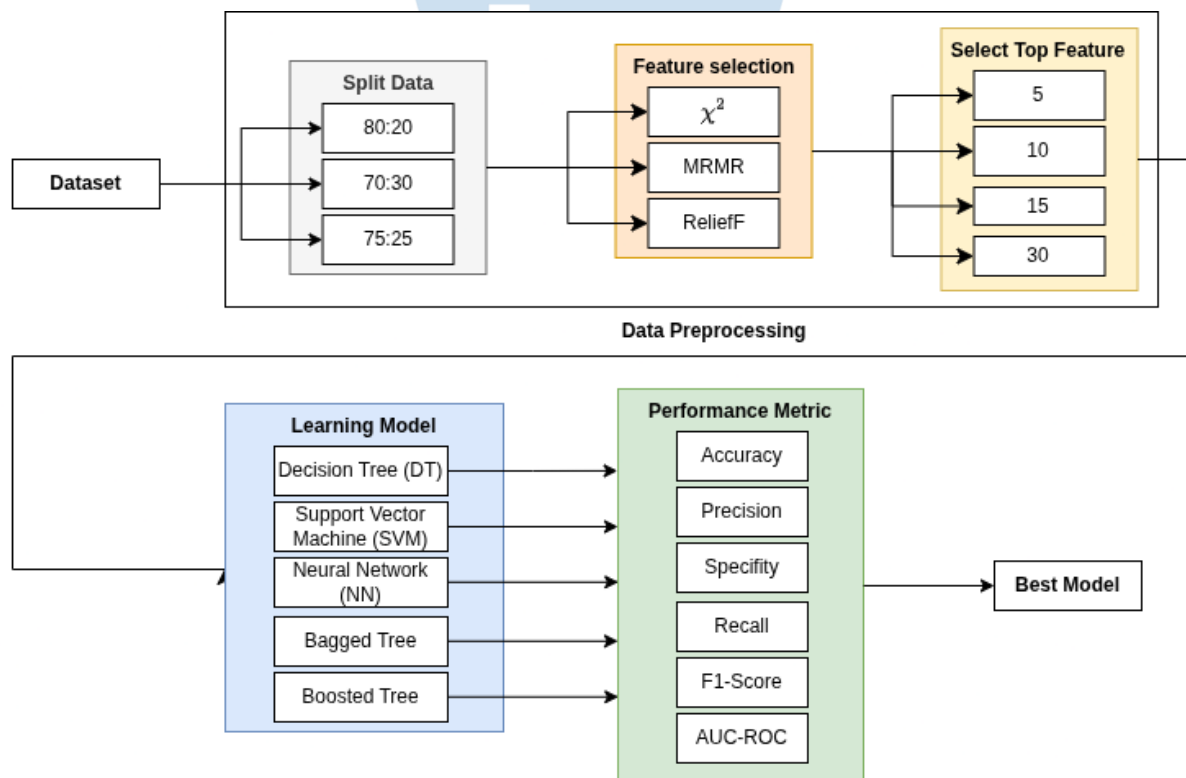 Dataset
Split Data
80:20
70:30
75:25
Feature selection
χ²
MRMR
ReliefF
Select Top Feature
5
10
15
30
Data Preprocessing
Learning Model
Decision Tree (DT)
Support Vector
Machine (SVM)
Neural Network
(NN)
Bagged Tree
Boosted Tree
Performance Metric
Accuracy
Precision
Specifity
Recall
F1-Score
AUC-ROC
Best Model